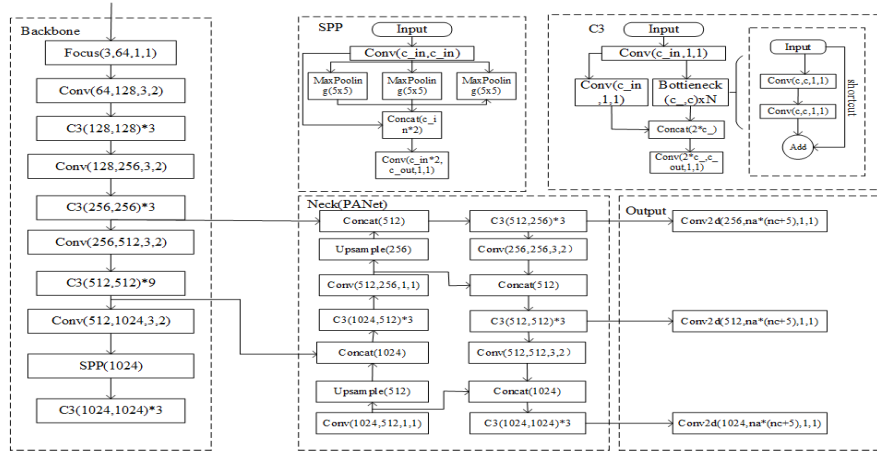 Backbone
Focus(3,64,1,1)
Conv(64,128,3,2)
C3(128,128)*3
Conv(128,256,3,2)
C3(256,256)*3
Conv(256,512,3,2)
C3(512,512)*9
Conv(512,1024,3,2)
SPP(1024)
C3(1024,1024)*3
SPP
Input
Conv(c_in,c_in)
MaxPoolin
g(5x5)
MaxPoolin
g(5x5)
MaxPoolin
g(5x5)
Concat(c_i
n*2)
Conv(c_in*2,
c_out,1,1)
C3
Input
Conv(c_in,1,1)
Conv(c_in
,1,1)
Bottieneck
(c_,c)xN
Concat(2*c_)
Conv(2*c_,c_
out,1,1)
Input
Conv(c,c,1,1)
Conv(c,c,1,1)
Add
shortcut
Neck(PANet)
Concat(512)
Upsample(256)
Conv(512,256,1,1)
C3(1024,512)*3
Concat(1024)
Upsample(512)
Conv(1024,512,1,1)
C3(512,256)*3
Conv(256,256,3,2)
Concat(512)
C3(512,512)*3
Conv(512,512,3,2)
Concat(1024)
C3(1024,1024)*3
Output
Conv2d(256,na*(nc+5),1,1)
Conv2d(512,na*(nc+5),1,1)
Conv2d(1024,na*(nc+5),1,1)